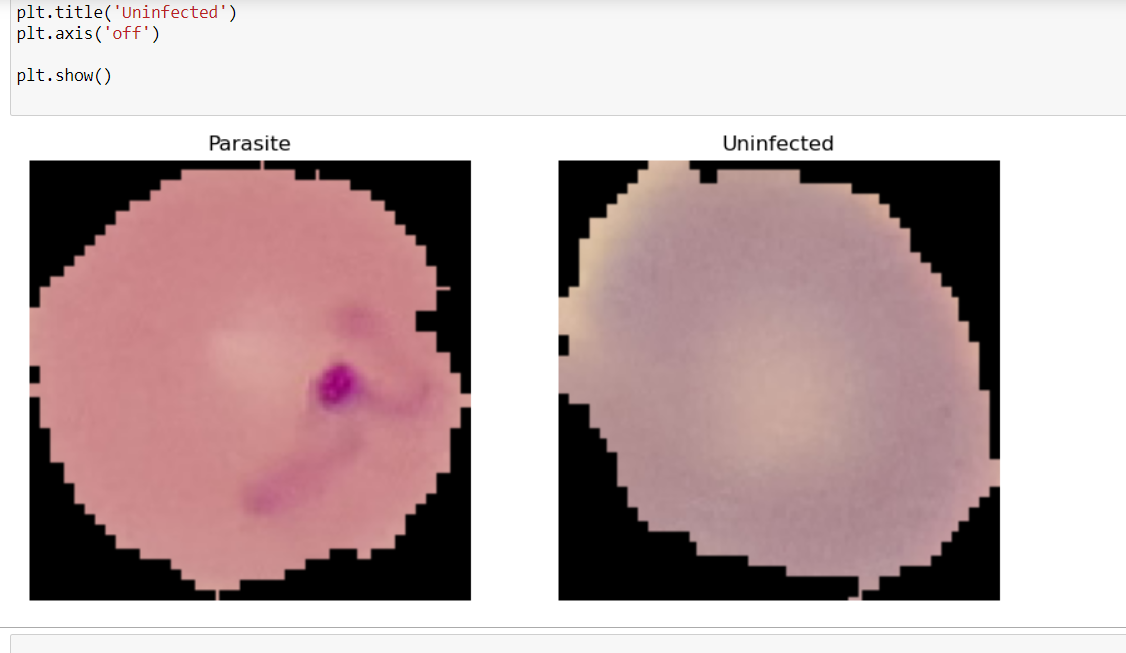 plt.title('Uninfected')
plt.axis('off')
plt.show()
Parasite
Uninfected